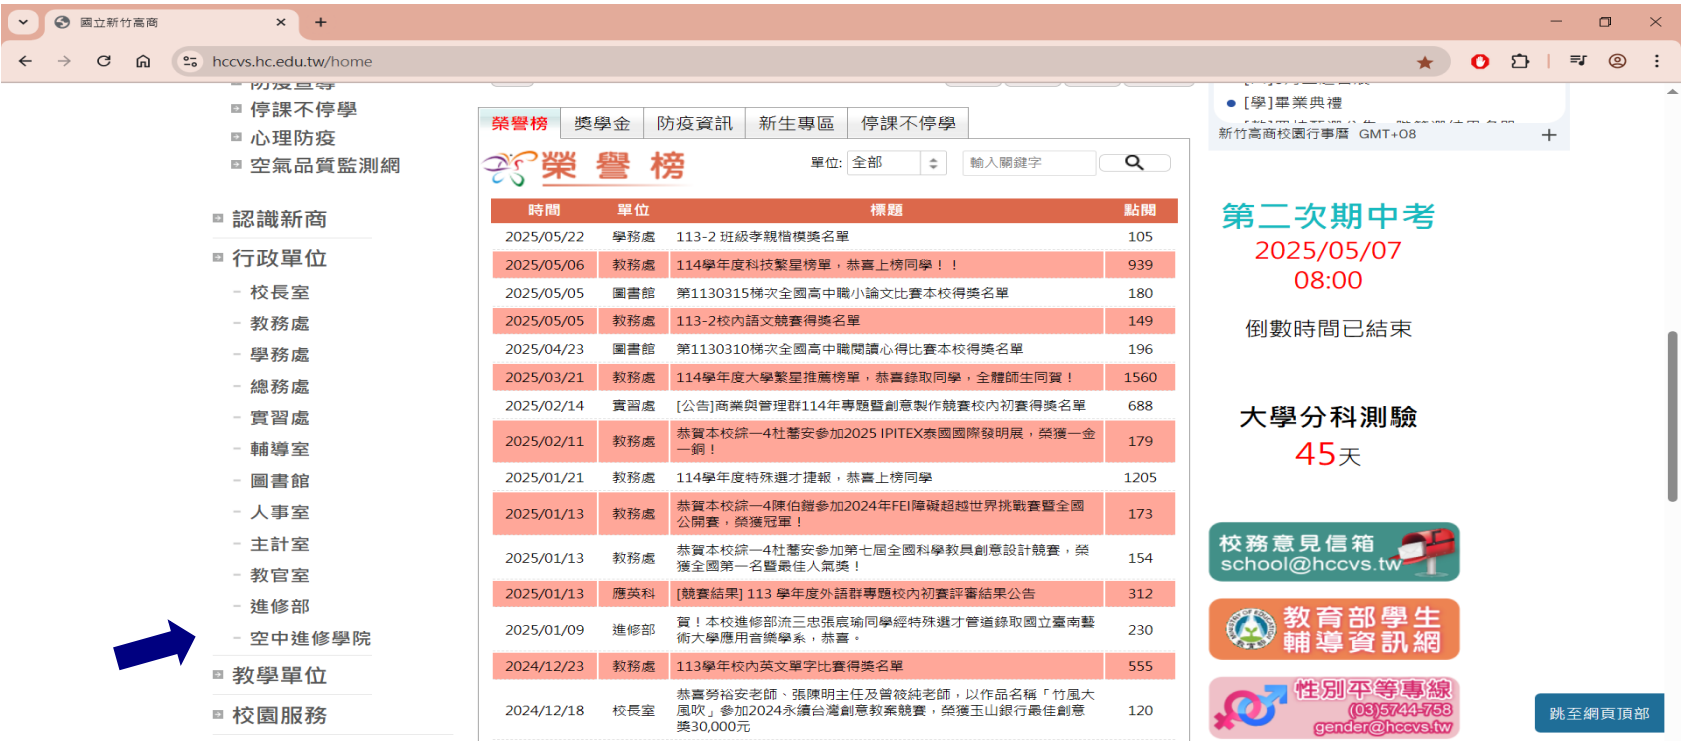 國立新竹高商
hccvs.hc.edu.tw/home
防疫宣導
停課不停學
心理防疫
空氣品質監測網
認識新商
行政單位
校長室
教務處
學務處
總務處
實習處
輔導室
圖書館
人事室
主計室
教官室
進修部
空中進修學院
教學單位
校園服務
榮譽榜 獎學金 防疫資訊 新生專區 停課不停學
榮譽榜 單位: 全部 輸入關鍵字
時間 單位 標題 點閱
2025/05/22 學務處 113-2 班級孝親楷模獎名單 105
2025/05/06 教務處 114學年度科技繁星榜單，恭喜上榜同學！！ 939
2025/05/05 圖書館 第1130315梯次全國高中職小論文比賽本校得獎名單 180
2025/05/05 教務處 113-2校內語文競賽得獎名單 149
2025/04/23 圖書館 第1130310梯次全國高中職閱讀心得比賽本校得獎名單 196
2025/03/21 教務處 114學年度大學繁星推薦榜單，恭喜錄取同學，全體師生同賀！ 1560
2025/02/14 實習處 [公告]商業與管理群114年專題暨創意製作競賽校內初賽得獎名單 688
2025/02/11 教務處 恭賀本校綜一4杜蕎安參加2025 IPITEX泰國國際發明展，榮獲一金
一銅！ 179
2025/01/21 教務處 114學年度特殊選才捷報，恭喜上榜同學 1205
2025/01/13 教務處 恭賀本校綜一4陳伯鎧參加2024年FEI障礙超越世界挑戰賽暨全國
公開賽，榮獲冠軍！ 173
2025/01/13 教務處 恭賀本校綜一4杜蕎安參加第七屆全國科學教具創意設計競賽，榮
獲全國第一名暨最佳人氣獎！ 154
2025/01/13 應英科 [競賽結果] 113 學年度外語群專題校內初賽評審結果公告 312
2025/01/09 進修部 賀！本校進修部流三忠張宸瑜同學經特殊選才管道錄取國立臺南藝
術大學應用音樂學系，恭喜。 230
2024/12/23 教務處 113學年校內英文單字比賽得獎名單 555
2024/12/18 校長室 恭喜勞裕安老師、張陳明主任及曾筱純老師，以作品名稱「竹風大
風吹」參加2024永續台灣創意教案競賽，榮獲玉山銀行最佳創意
獎30,000元 120
[學]畢業典禮
新竹高商校園行事曆 GMT+08
第二次期中考
2025/05/07
08:00
倒數時間已結束
大學分科測驗
45天
校務意見信箱
school@hccvs.tw
教育部學生
輔導資訊網
性別平等專線
(03)5744-758
gender@hccvs.tw
跳至網頁頂部